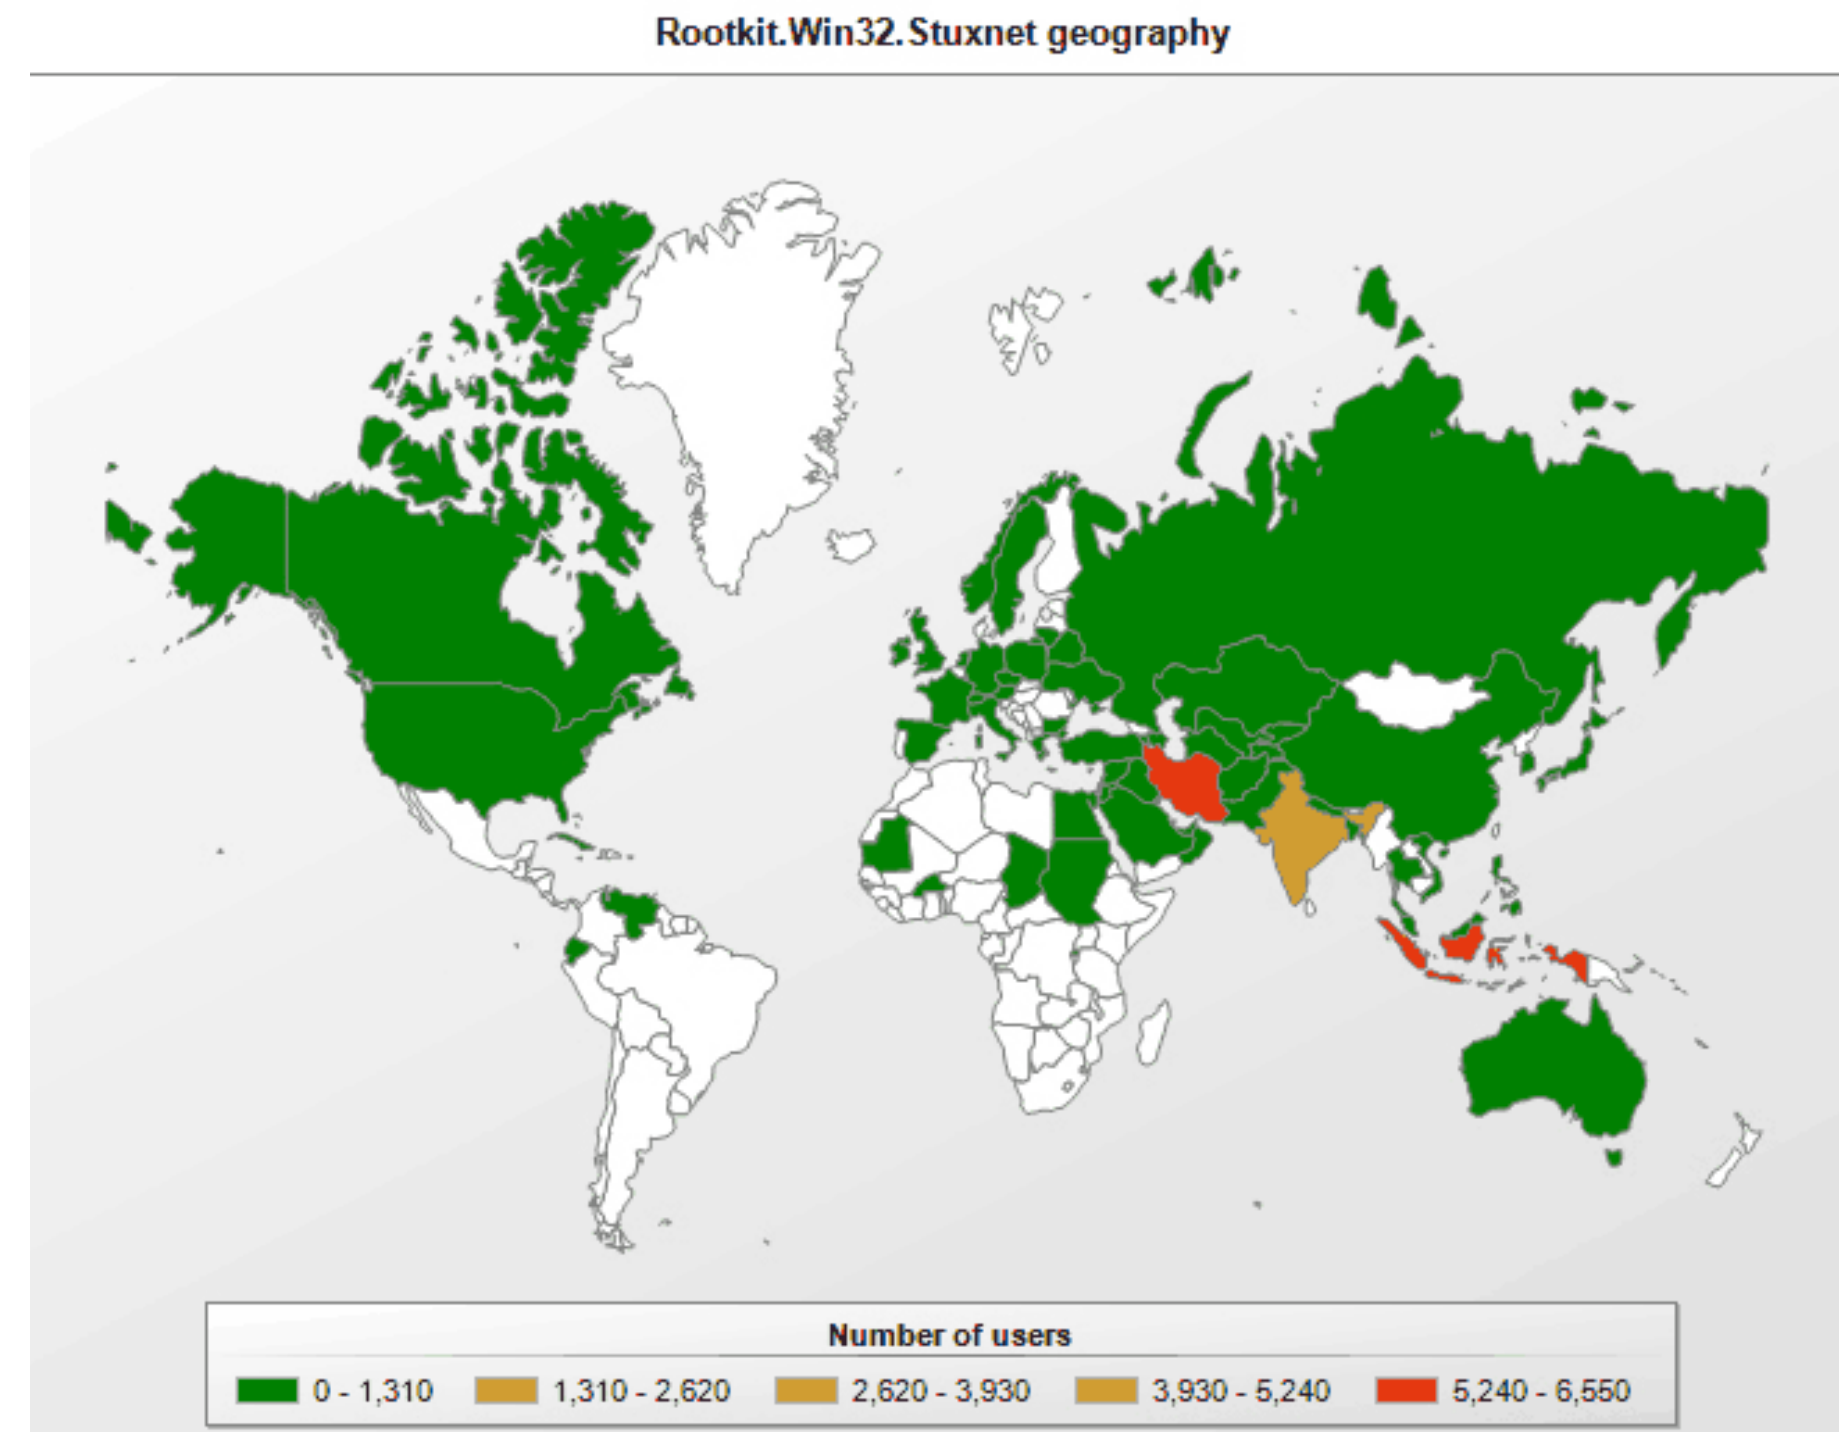 Rootkit.Win32.Stuxnet geography
Number of users
0 - 1,310 1,310 - 2,620 2,620 - 3,930 3,930 - 5,240 5,240 - 6,550